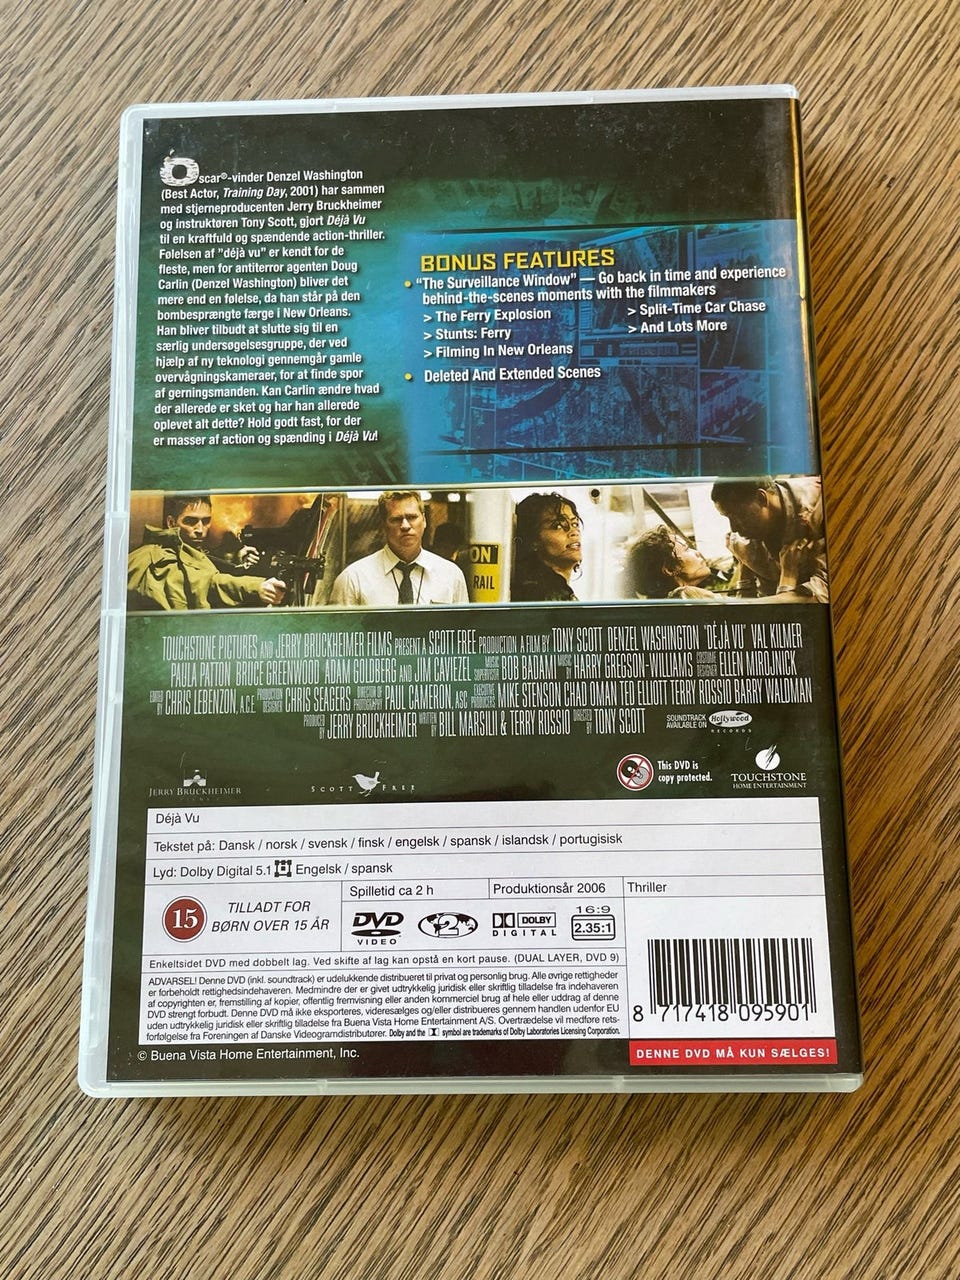 Oscar®-vinder Denzel Washington
(Best Actor, Training Day, 2001) har sammen
med stjerneproducenten Jerry Bruckheimer
og instruktøren Tony Scott, gjort Déjà Vu
til en kraftfuld og spændende action-thriller.
Følelsen af "déjà vu" er kendt for de
fleste, men for antiterror agenten Doug
Carlin (Denzel Washington) bliver det
mere end en følelse, da han står på den
bombesprængte færge i New Orleans.
Han bliver tilbudt at slutte sig til en
særlig undersøgelsesgruppe, der ved
hjælp af ny teknologi gennemgår gamle
overvågningskameraer, for at finde spor
af gerningsmanden. Kan Carlin ændre hvad
der allerede er sket og har han allerede
oplevet alt dette? Hold godt fast, for der
er masser af action og spænding i Déjà Vu!
BONUS FEATURES
• "The Surveillance Window" — Go back in time and experience
behind-the-scenes moments with the filmmakers
> The Ferry Explosion
> Stunts: Ferry
> Filming In New Orleans
> Split-Time Car Chase
> And Lots More
• Deleted And Extended Scenes
ON
RAIL
TOUCHSTONE PICTURES AND JERRY BRUCKHEIMER FILMS PRESENT A SCOTT FREE PRODUCTION A FILM BY TONY SCOTT DENZEL WASHINGTON "DÉJÀ VU" VAL KILMER
PAULA PATTON BRUCE GREENWOOD ADAM GOLDBERG AND JIM CAVIEZEL MUSIC SUPERVISOR BOB BADAMI MUSIC BY HARRY GREGSON-WILLIAMS COSTUME DESIGNER ELLEN MIROJNICK
EDITED BY CHRIS LEBENZON, A.C.E. PRODUCTION DESIGNER CHRIS SEAGERS DIRECTOR OF PHOTOGRAPHY PAUL CAMERON, ASC EXECUTIVE PRODUCERS MIKE STENSON CHAD OMAN TED ELLIOTT TERRY ROSSIO BARRY WALDMAN
PRODUCED BY JERRY BRUCKHEIMER WRITTEN BY BILL MARSILII & TERRY ROSSIO DIRECTED BY TONY SCOTT
SOUNDTRACK AVAILABLE ON Hollywood RECORDS
JERRY BRUCKHEIMER
FILMS
SCOTT FREE
This DVD is
copy protected.
TOUCHSTONE
HOME ENTERTAINMENT
Déjà Vu
Tekstet på: Dansk / norsk / svensk / finsk / engelsk / spansk / islandsk / portugisisk
Lyd: Dolby Digital 5.1 Engelsk / spansk
Spilletid ca 2 h
Produktionsår 2006
Thriller
15
TILLADT FOR
BØRN OVER 15 ÅR
DVD
VIDEO
2
DOLBY
DIGITAL
16:9
2.35:1
Enkeltsidet DVD med dobbelt lag. Ved skifte af lag kan opstå en kort pause. (DUAL LAYER, DVD 9)
ADVARSEL! Denne DVD (inkl. soundtrack) er udelukkende distribueret til privat og personlig brug. Alle øvrige rettigheder
er forbeholdt rettighedsindehaveren. Medmindre der er givet udtrykkelig juridisk eller skriftlig tilladelse fra indehaveren
af copyrighten er, fremstilling af kopier, offentlig fremvisning eller anden kommerciel brug af hele eller uddrag af denne
DVD strengt forbudt. Denne DVD må ikke eksporteres, videresælges og/eller distribueres gennem handlen udenfor EU
uden udtrykkelig juridisk eller skriftlig tilladelse fra Buena Vista Home Entertainment A/S. Overtrædelse vil medføre rets-
forfølgelse fra Foreningen af Danske Videogramdistributører. Dolby and the symbol are trademarks of Dolby Laboratories Licensing Corporation.
8 717418 095901
© Buena Vista Home Entertainment, Inc.
DENNE DVD MÅ KUN SÆLGES!